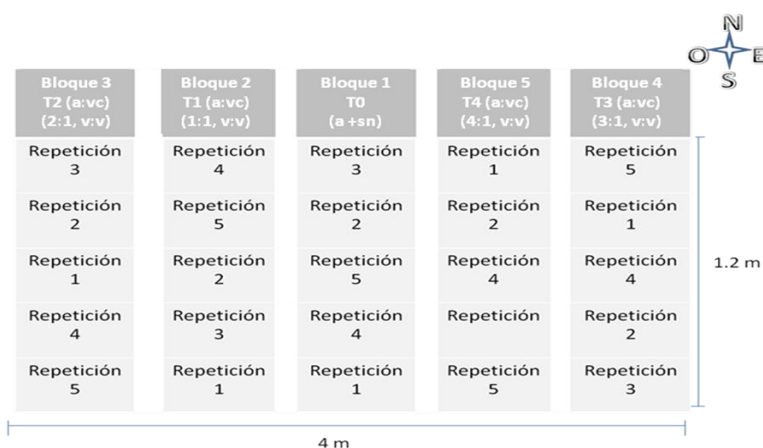 N
O E
S
Bloque 3 Bloque 2 Bloque 1 Bloque 5 Bloque 4
T2 (a:vc) T1 (a:vc) T0 T4 (a:vc) T3 (a:vc)
(2:1, v:v) (1:1, v:v) (a +sn) (4:1, v:v) (3:1, v:v)
Repetición Repetición Repetición Repetición Repetición
3 4 3 1 5
Repetición Repetición Repetición Repetición Repetición
2 5 2 2 1
Repetición Repetición Repetición Repetición Repetición
1 2 5 4 4
1.2 m
Repetición Repetición Repetición Repetición Repetición
4 3 4 2
Repetición Repetición Repetición Repetición Repetición
5 1 1 5 3
4 m